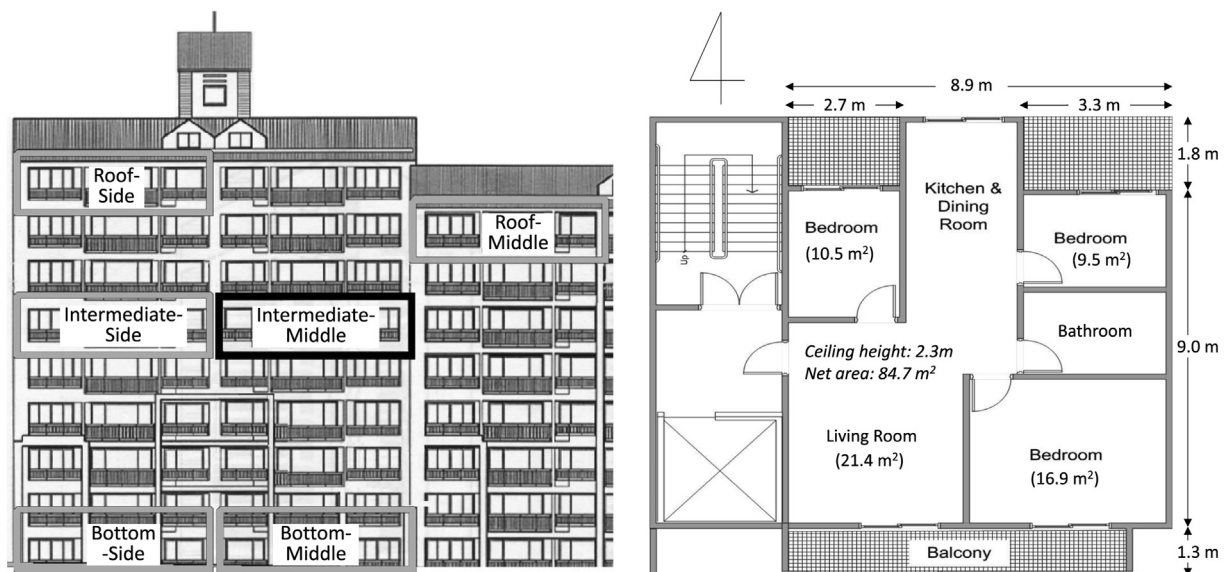 Roof-
Side
Roof-
Middle
Intermediate-
Side
Intermediate-
Middle
Bottom
-Side
Bottom-
Middle
8.9 m
2.7 m
3.3 m
1.8 m
Kitchen &
Dining
Room
Bedroom
(10.5 m²)
Bedroom
(9.5 m²)
Up
Bathroom
Ceiling height: 2.3m
Net area: 84.7 m²
9.0 m
Living Room
(21.4 m²)
Bedroom
(16.9 m²)
Balcony
1.3 m